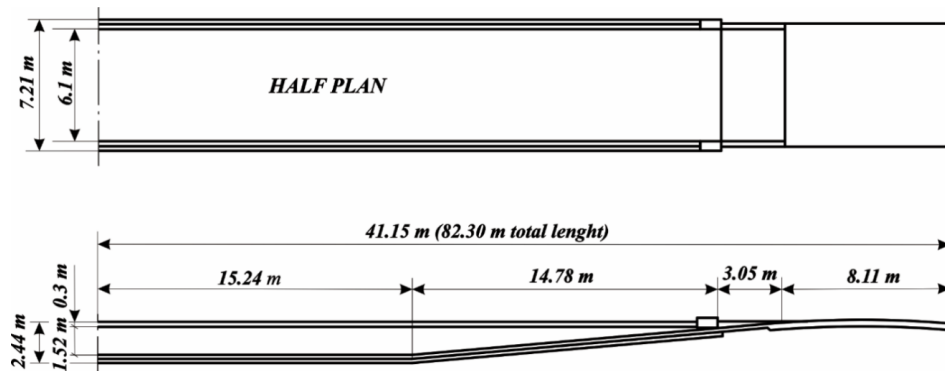 7.21 m
6.1 m
HALF PLAN
41.15 m (82.30 m total lenght)
15.24 m
14.78 m
3.05 m
8.11 m
0.3 m
2.44 m
1.52 m